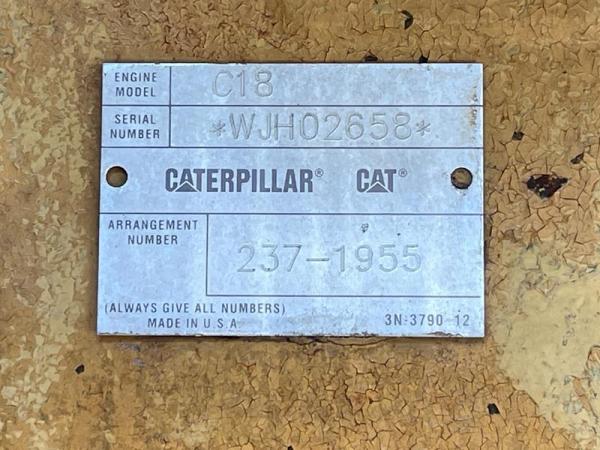 ENGINE MODEL C18
SERIAL NUMBER *WJH02658*
CATERPILLAR® CAT®
ARRANGEMENT NUMBER 237-1955
(ALWAYS GIVE ALL NUMBERS)
MADE IN U.S.A 3N-3790-12